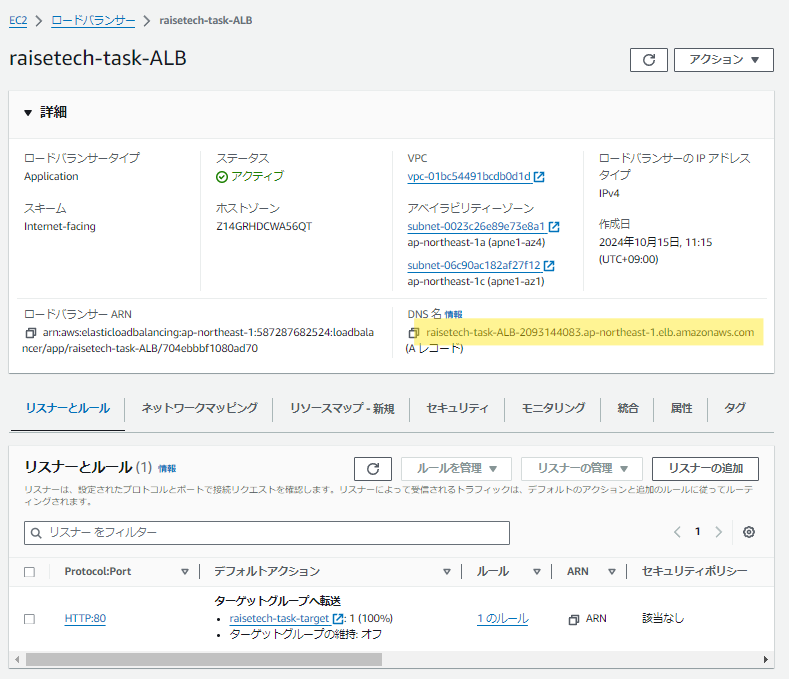 EC2 > ロードバランサー > raisetech-task-ALB
raisetech-task-ALB
アクション ▼
▼ 詳細
ロードバランサータイプ
Application
ステータス
アクティブ
VPC
vpc-01bc54491bcdb0d1d
ロードバランサーの IP アドレス
タイプ
IPv4
スキーム
Internet-facing
ホストゾーン
Z14GRHDCWA56QT
アベイラビリティーゾーン
subnet-0023c26e89e73e8a1
ap-northeast-1a (apne1-az4)
subnet-06c90ac182af27f12
ap-northeast-1c (apne1-az1)
作成日
2024年10月15日, 11:15
(UTC+09:00)
ロードバランサー ARN
arn:aws:elasticloadbalancing:ap-northeast-1:587287682524:loadbala
ncer/app/raisetech-task-ALB/704ebbbf1080ad70
DNS 名 情報
raisetech-task-ALB-2093144083.ap-northeast-1.elb.amazonaws.com
(A レコード)
リスナーとルール ネットワークマッピング リソースマップ - 新規 セキュリティ モニタリング 統合 属性 タグ
リスナーとルール (1) 情報
ルールを管理 ▼ リスナーの管理 ▼ リスナーの追加
リスナーは、設定されたプロトコルとポートで接続リクエストを確認します。リスナーによって受信されるトラフィックは、デフォルトのアクションと追加のルールに従ってルーテ
ィングされます。
リスナー をフィルター
< 1 >
Protocol:Port デフォルトアクション ルール ARN セキュリティポリシー
HTTP:80
ターゲットグループへ転送
• raisetech-task-target : 1 (100%)
• ターゲットグループの維持: オフ
1 のルール
ARN
該当なし